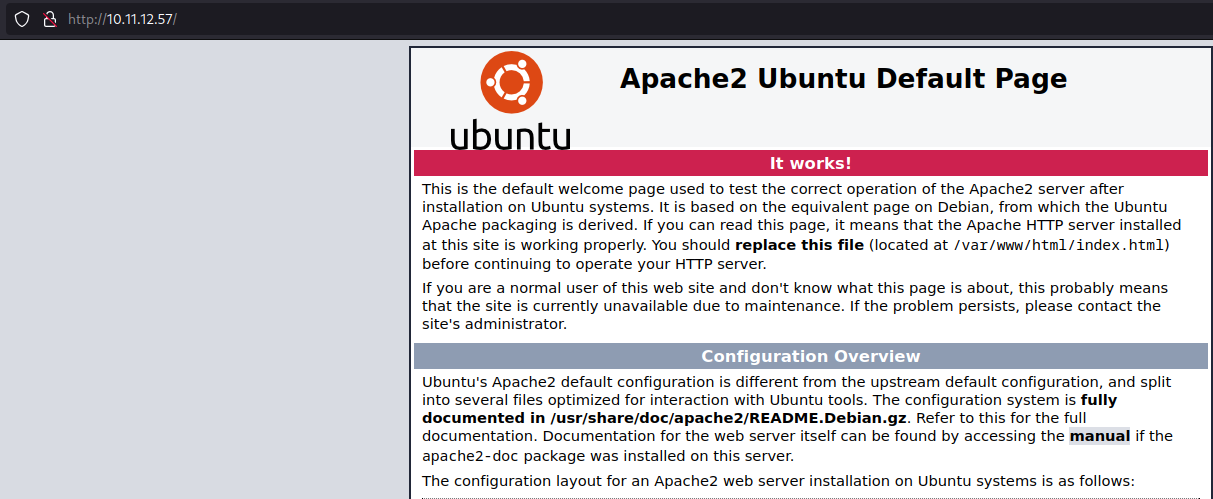 http://10.11.12.57/
Apache2 Ubuntu Default Page
ubuntu
It works!
This is the default welcome page used to test the correct operation of the Apache2 server after
installation on Ubuntu systems. It is based on the equivalent page on Debian, from which the Ubuntu
Apache packaging is derived. If you can read this page, it means that the Apache HTTP server installed
at this site is working properly. You should replace this file (located at /var/www/html/index.html)
before continuing to operate your HTTP server.
If you are a normal user of this web site and don't know what this page is about, this probably means
that the site is currently unavailable due to maintenance. If the problem persists, please contact the
site's administrator.
Configuration Overview
Ubuntu's Apache2 default configuration is different from the upstream default configuration, and split
into several files optimized for interaction with Ubuntu tools. The configuration system is fully
documented in /usr/share/doc/apache2/README.Debian.gz. Refer to this for the full
documentation. Documentation for the web server itself can be found by accessing the manual if the
apache2-doc package was installed on this server.
The configuration layout for an Apache2 web server installation on Ubuntu systems is as follows: